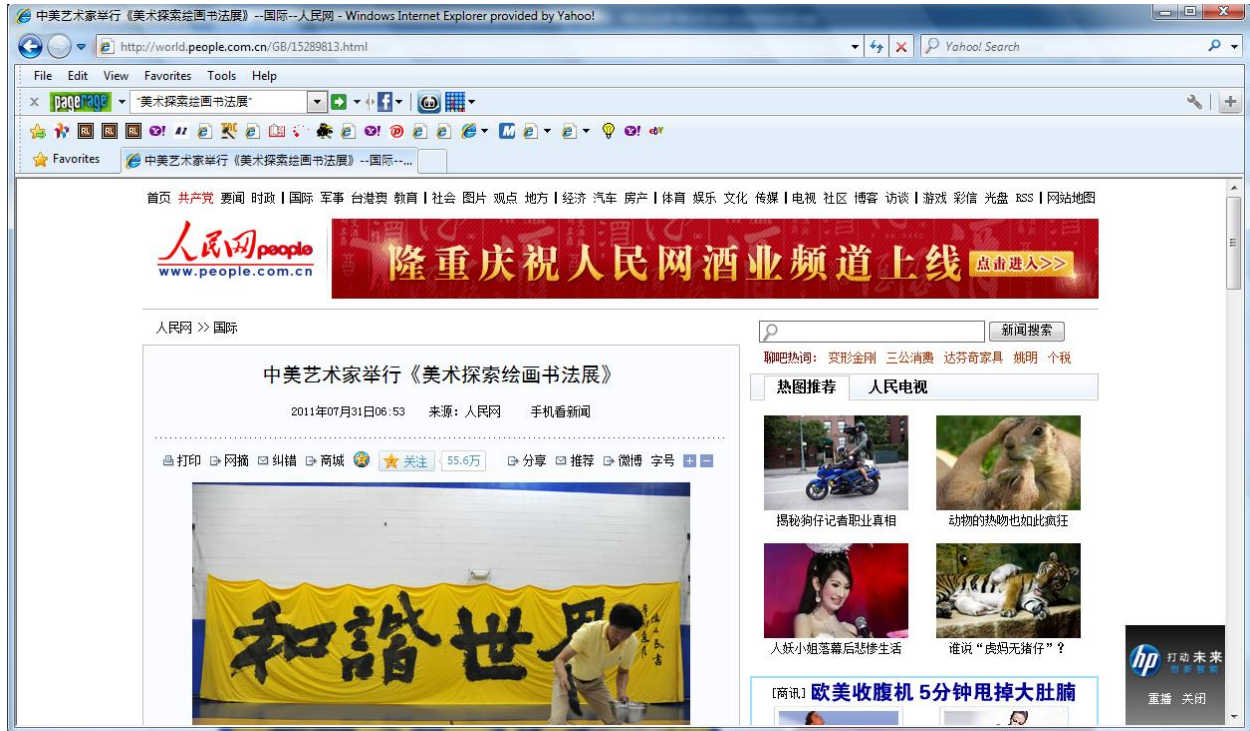 中美艺术家举行《美术探索绘画书法展》--国际--人民网 - Windows Internet Explorer provided by Yahoo!
http://world.people.com.cn/GB/15289813.html
Yahoo! Search
File Edit View Favorites Tools Help
x pagerage "美术探索绘画书法展"
Favorites 中美艺术家举行《美术探索绘画书法展》--国际--...
首页 共产党 要闻 时政 | 国际 军事 台港澳 教育 | 社会 图片 观点 地方 | 经济 汽车 房产 | 体育 娱乐 文化 传媒 | 电视 社区 博客 访谈 | 游戏 彩信 光盘 RSS | 网站地图
人民网 people
www.people.com.cn
隆重庆祝人民网酒业频道上线 点击进入>>
人民网 >> 国际
新闻搜索
聊吧热词: 变形金刚 三公消费 达芬奇家具 姚明 个税
中美艺术家举行《美术探索绘画书法展》
2011年07月31日06:53 来源: 人民网 手机看新闻
打印 网摘 纠错 商城 关注 55.6万 分享 推荐 微博 字号 + -
和諧世界
热图推荐 人民电视
揭秘狗仔记者职业真相 动物的热吻也如此疯狂
人妖小姐落幕后悲惨生活 谁说“虎妈无猪仔”?
[商讯] 欧美收腹机 5分钟甩掉大肚腩
hp 打动未来
创新智能
重播 关闭